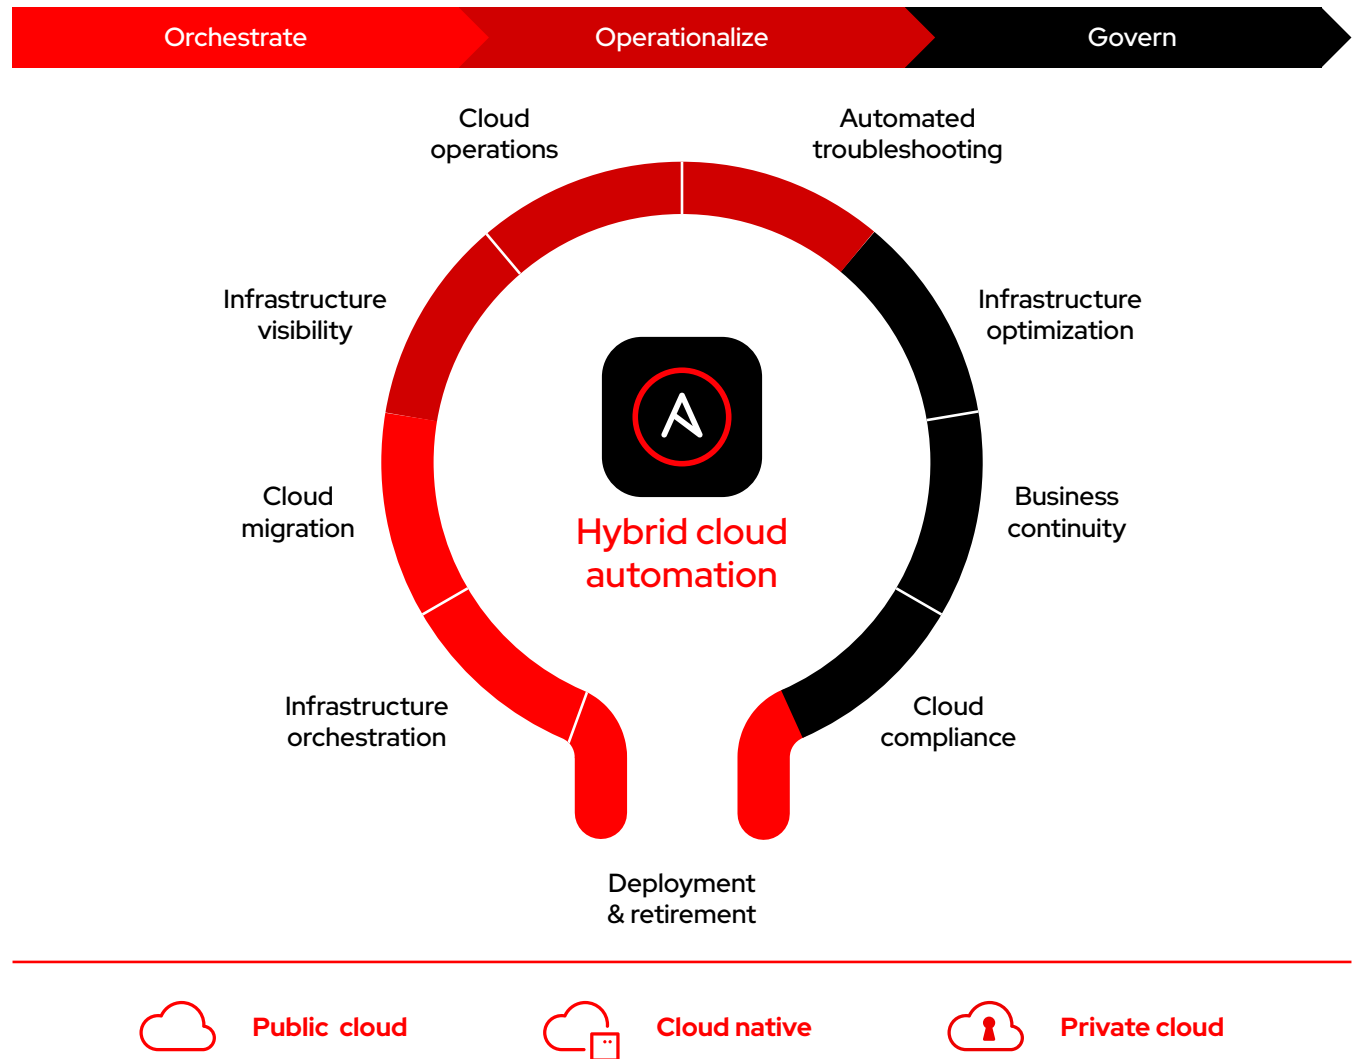 Orchestrate
Operationalize
Govern
Cloud
operations
Automated
troubleshooting
Infrastructure
visibility
Infrastructure
optimization
Cloud
migration
Hybrid cloud
automation
Business
continuity
Infrastructure
orchestration
Cloud
compliance
Deployment
& retirement
Public cloud
Cloud native
Private cloud